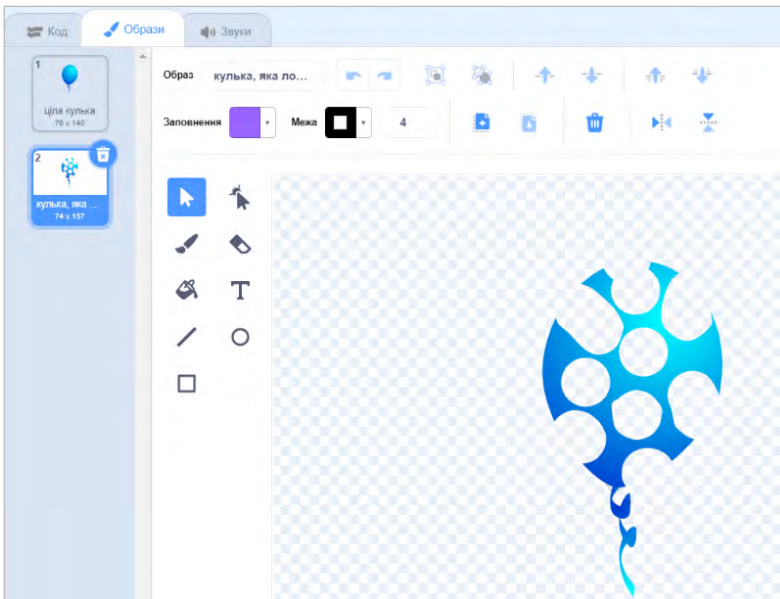 Код
Образи
Звуки
1
ціла кулька
76 x 140
2
кулька, яка ...
74 x 137
Образ
кулька, яка ло...
Заповнення
Межа
4
T